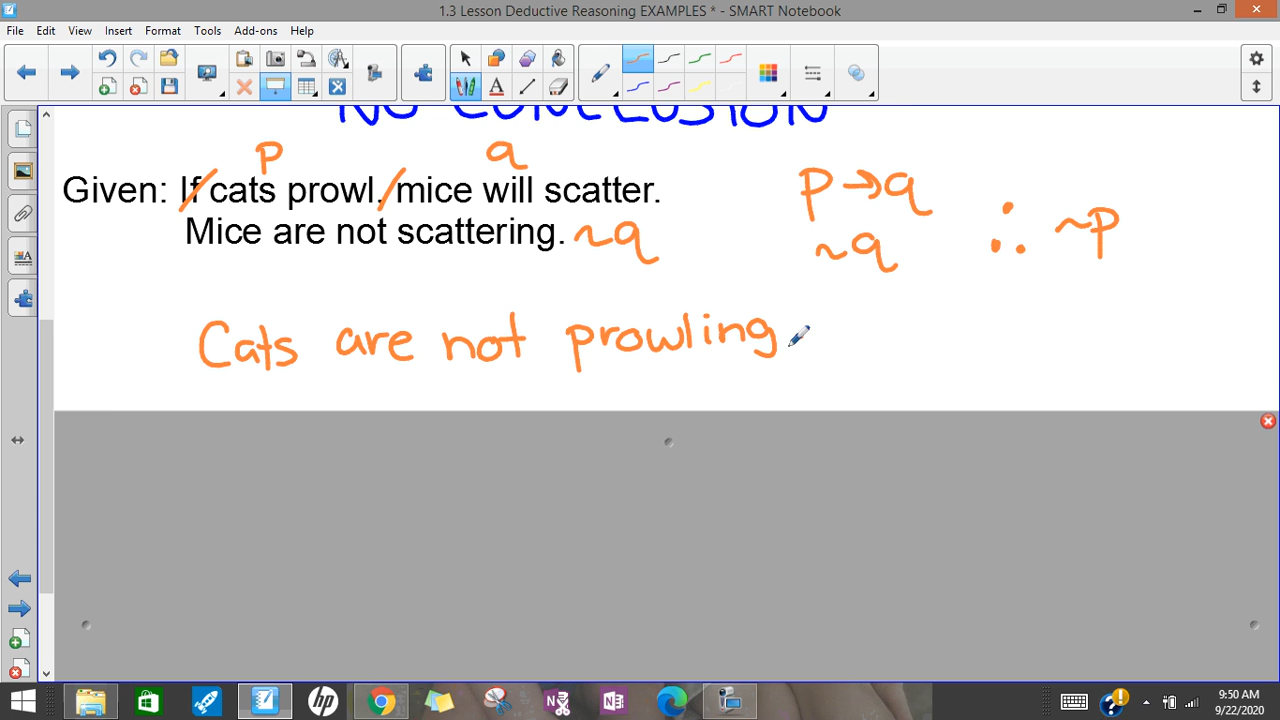 1.3 Lesson Deductive Reasoning EXAMPLES * - SMART Notebook
File Edit View Insert Format Tools Add-ons Help
NO CONCLUSION
p q
Given: If cats prowl, mice will scatter. p → q
Mice are not scattering. ~q ~q ∴ ~p
Cats are not prowling
9:50 AM
9/22/2020